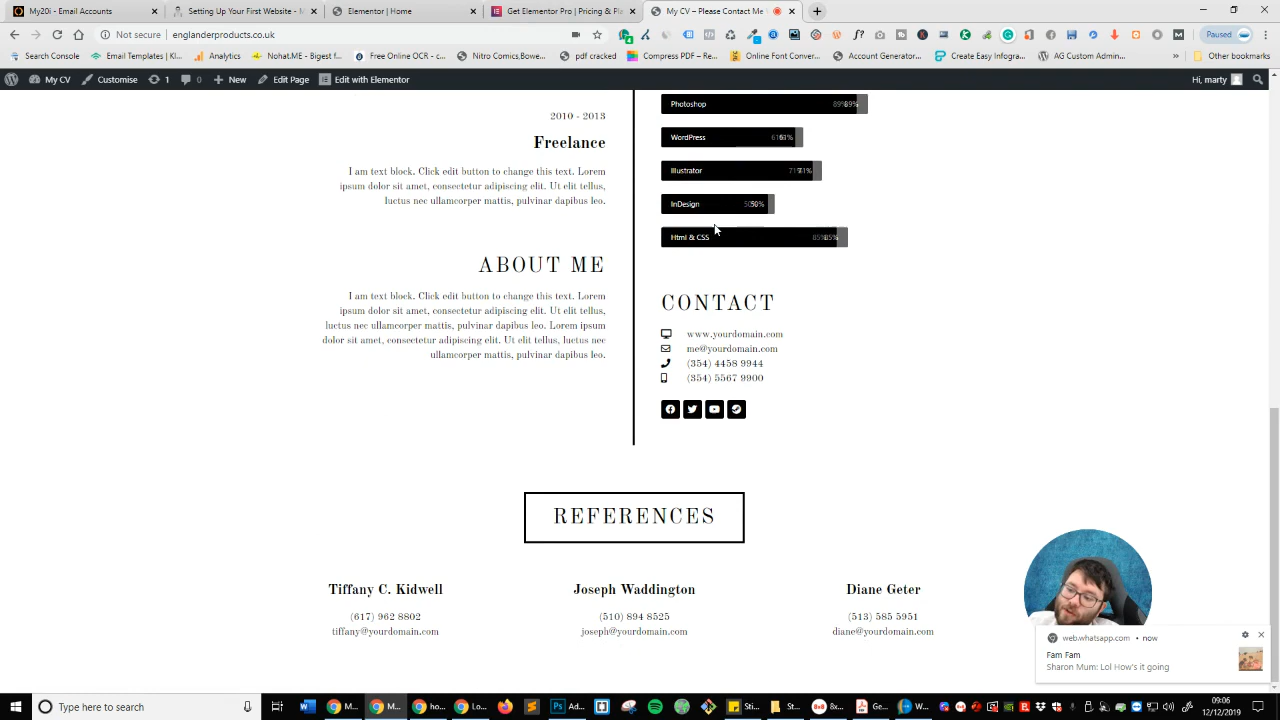 My20i - Accounts
Setting Up Your First Website - M
Elementor | Home
Get Elementor Pro | Pricing & Pla
My CV – Please Contact Me
Not secure | englanderproducts.co.uk
Paused
Search Console
Email Templates | E...
Analytics
Nohat.ME - Bigest f...
Free Online OCR - c...
Nitro Comics,Bowe...
pdf cracked
COMPRESS PDF – Re...
Online Font Conver...
Account Generator...
AG Custom Admin...
Create Easy Infogra...
»
Other bookmarks
My CV
Customise
1
0
New
Edit Page
Edit with Elementor
Hi, marty
Photoshop 89%
2010 - 2013
WordPress
Freelance
Illustrator
I am text block. Click edit button to change this text. Lorem
ipsum dolor sit amet, consectetur adipiscing elit. Ut elit tellus,
luctus nec ullamcorper mattis, pulvinar dapibus leo.
InDesign 50%
Html & CSS 85%
ABOUT ME
I am text block. Click edit button to change this text. Lorem
ipsum dolor sit amet, consectetur adipiscing elit. Ut elit tellus,
luctus nec ullamcorper mattis, pulvinar dapibus leo. Lorem ipsum
dolor sit amet, consectetur adipiscing elit. Ut elit tellus, luctus nec
ullamcorper mattis, pulvinar dapibus leo.
CONTACT
www.yourdomain.com
me@yourdomain.com
(354) 4458 9944
(354) 5567 9900
REFERENCES
Tiffany C. Kidwell
(617) 962 8802
tiffany@yourdomain.com
Joseph Waddington
(510) 894 8525
joseph@yourdomain.com
Diane Geter
(513) 585 5951
diane@yourdomain.com
web.whatsapp.com • now
Fam Fam
Sharon Mum: Lol How's it going
Type here to search
M...
M...
ho...
Lo...
Ad...
Sti...
St...
8x8
&...
Ge...
W...
09:06
12/12/2019